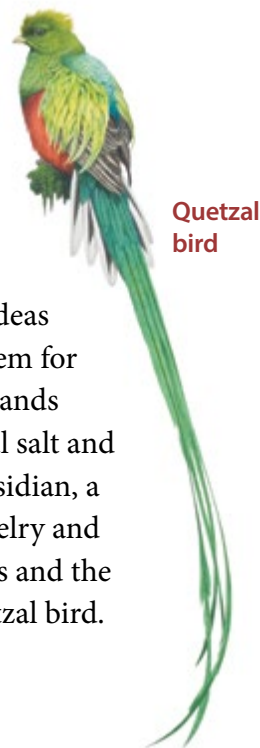 Quetzal
bird
deas
em for
ands
l salt and
sidian, a
elry and
s and the
tzal bird.